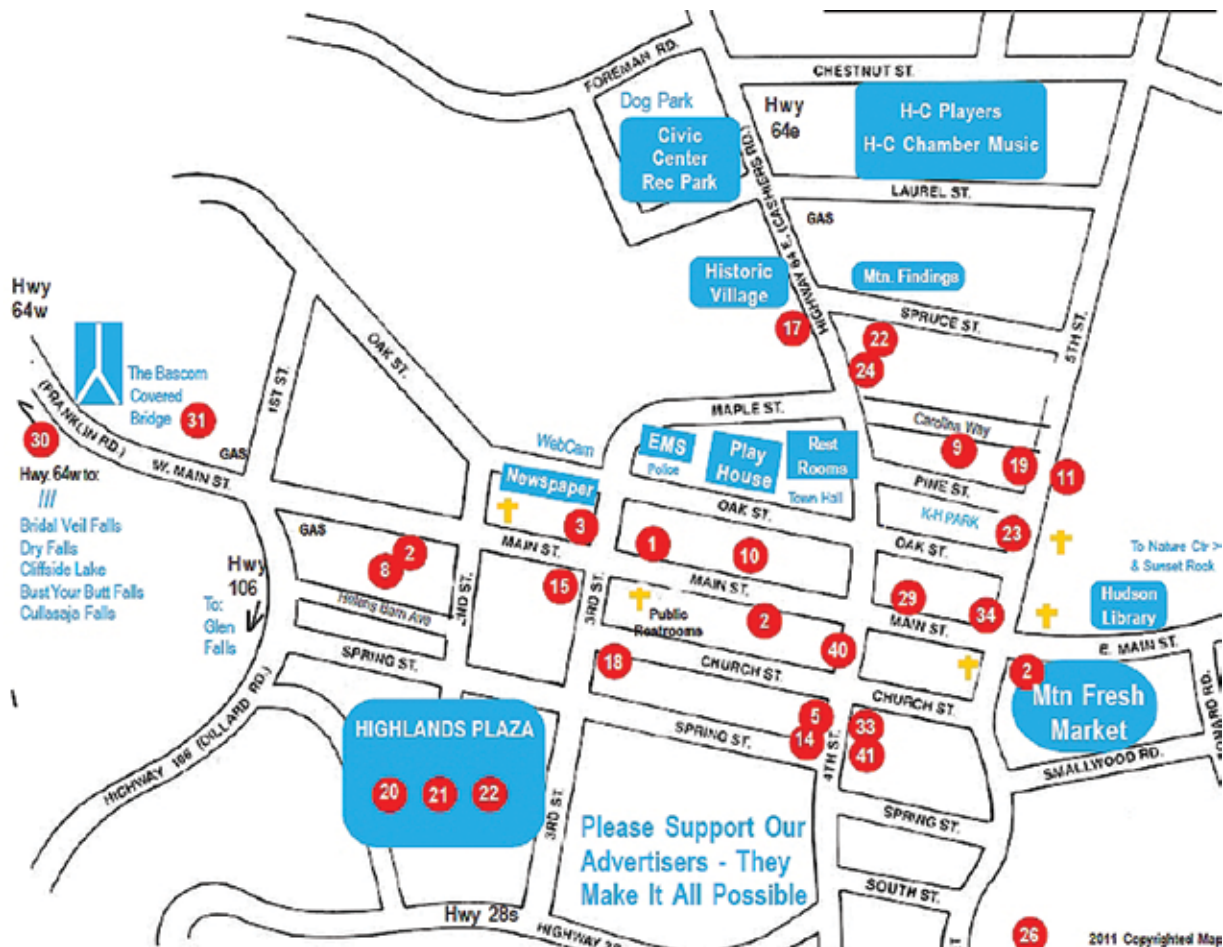 FOREMAN RD.
CHESTNUT ST.
Dog Park
Hwy
64e
H-C Players
H-C Chamber Music
Civic
Center
Rec Park
HIGHWAY 64 E. (CASHIERS RD.)
LAUREL ST.
GAS
Historic
Village
Mtn. Findings
SPRUCE ST.
5TH ST.
17
22
24
Hwy
64w
The Bascom
Covered
Bridge
31
30
(FRANKLIN RD.)
W. MAIN ST.
GAS
1ST ST.
OAK ST.
Hwy. 64w to:
///
Bridal Veil Falls
Dry Falls
Cliffside Lake
Bust Your Butt Falls
Cullasaja Falls
MAPLE ST.
Carolina Way
9
19
11
PINE ST.
WebCam
EMS
Police
Play
House
Rest
Rooms
Town Hall
Newspaper
3
OAK ST.
K-H PARK
23
OAK ST.
To Nature Ctr >
& Sunset Rock
Hudson
Library
GAS
2
8
Helens Barn Ave
Hwy
106
To:
Glen
Falls
MAIN ST.
2ND ST.
15
3RD ST.
1
10
MAIN ST.
29
34
MAIN ST.
E. MAIN ST.
Public
Restrooms
2
40
18
CHURCH ST.
CHURCH ST.
2
Mtn Fresh
Market
SMALLWOOD RD.
SPRING ST.
HIGHWAY 106 (DILLARD RD.)
HIGHLANDS PLAZA
20
21
22
3RD ST.
SPRING ST.
5
14
33
41
4TH ST.
SPRING ST.
SOUTH ST.
Please Support Our
Advertisers - They
Make It All Possible
Hwy 28s
26
2011 Copyrighted Map